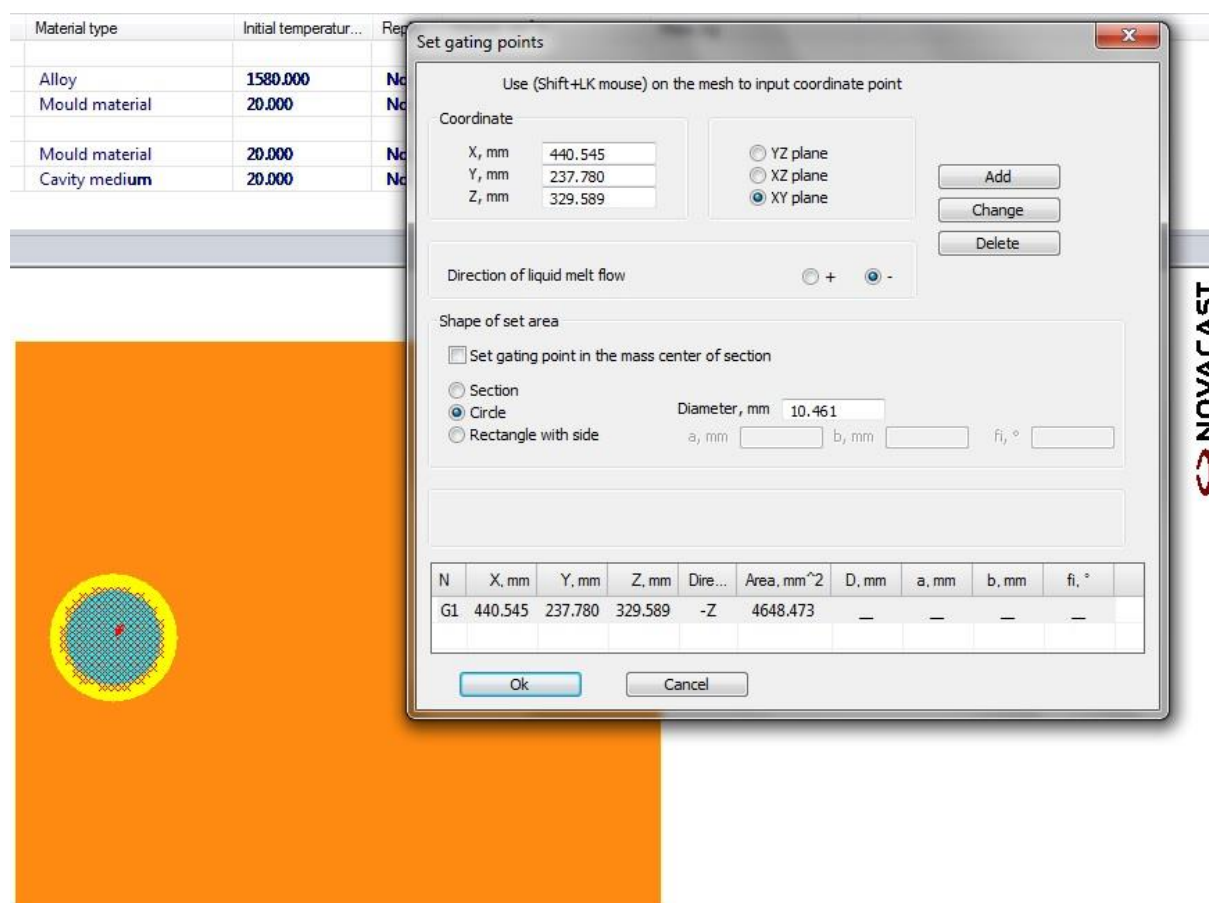 Material type Initial temperatur... Rep
Set gating points
Use (Shift+LK mouse) on the mesh to input coordinate point
Alloy 1580.000 No
Mould material 20.000 No
Mould material 20.000 No
Cavity medium 20.000 No
Coordinate
X, mm 440.545
Y, mm 237.780
Z, mm 329.589
YZ plane
XZ plane
XY plane
Add
Change
Delete
Direction of liquid melt flow + -
Shape of set area
Set gating point in the mass center of section
Section
Circle
Rectangle with side
Diameter, mm 10.461
a, mm b, mm fi, °
N X, mm Y, mm Z, mm Dire... Area, mm^2 D, mm a, mm b, mm fi, °
G1 440.545 237.780 329.589 -Z 4648.473 _ _ _ _
Ok Cancel
NOVACAST